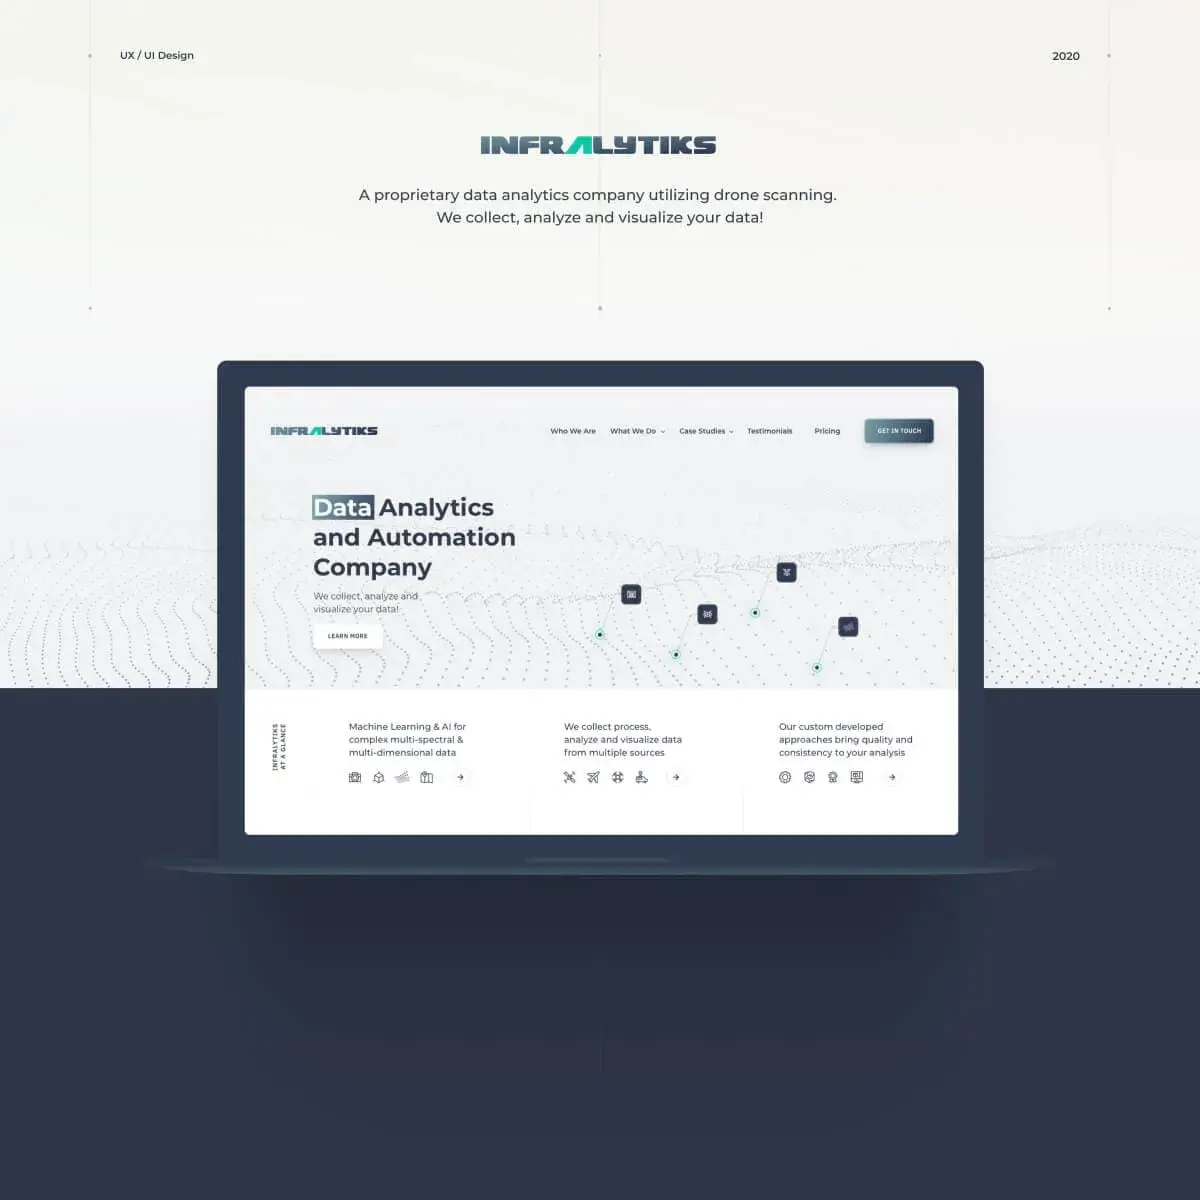 UX / UI Design
2020
INFRALYTIKS
A proprietary data analytics company utilizing drone scanning.
We collect, analyze and visualize your data!
INFRALYTIKS
Who We Are
What We Do
Case Studies
Testimonials
Pricing
GET IN TOUCH
Data Analytics
and Automation
Company
We collect, analyze and
visualize your data!
LEARN MORE
INFRALYTIKS
AT A GLANCE
Machine Learning & AI for
complex multi-spectral &
multi-dimensional data
We collect process,
analyze and visualize data
from multiple sources
Our custom developed
approaches bring quality and
consistency to your analysis